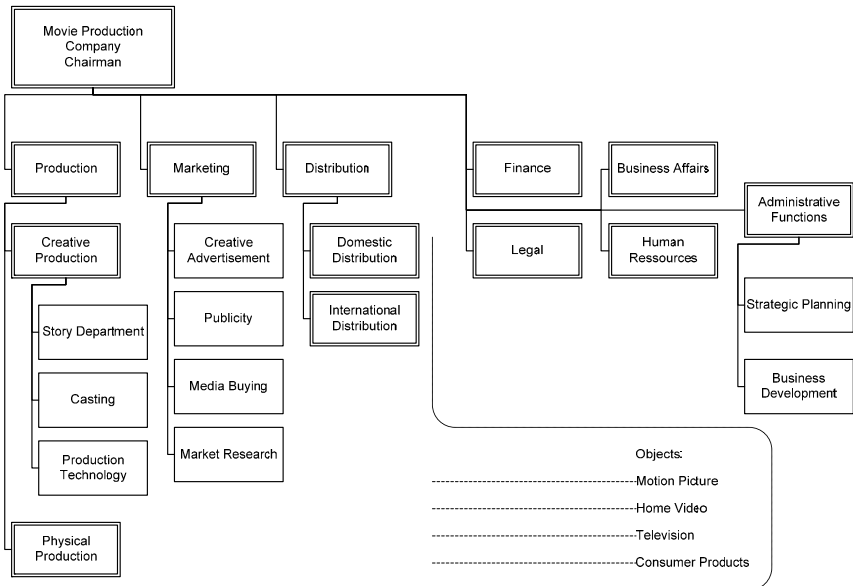 Movie Production
Company
Chairman
Production
Marketing
Distribution
Finance
Business Affairs
Administrative
Functions
Creative
Production
Creative
Advertisement
Domestic
Distribution
Legal
Human
Ressources
Story Department
Publicity
International
Distribution
Strategic Planning
Casting
Media Buying
Business
Development
Production
Technology
Market Research
Physical
Production
Objects:
Motion Picture
Home Video
Television
Consumer Products